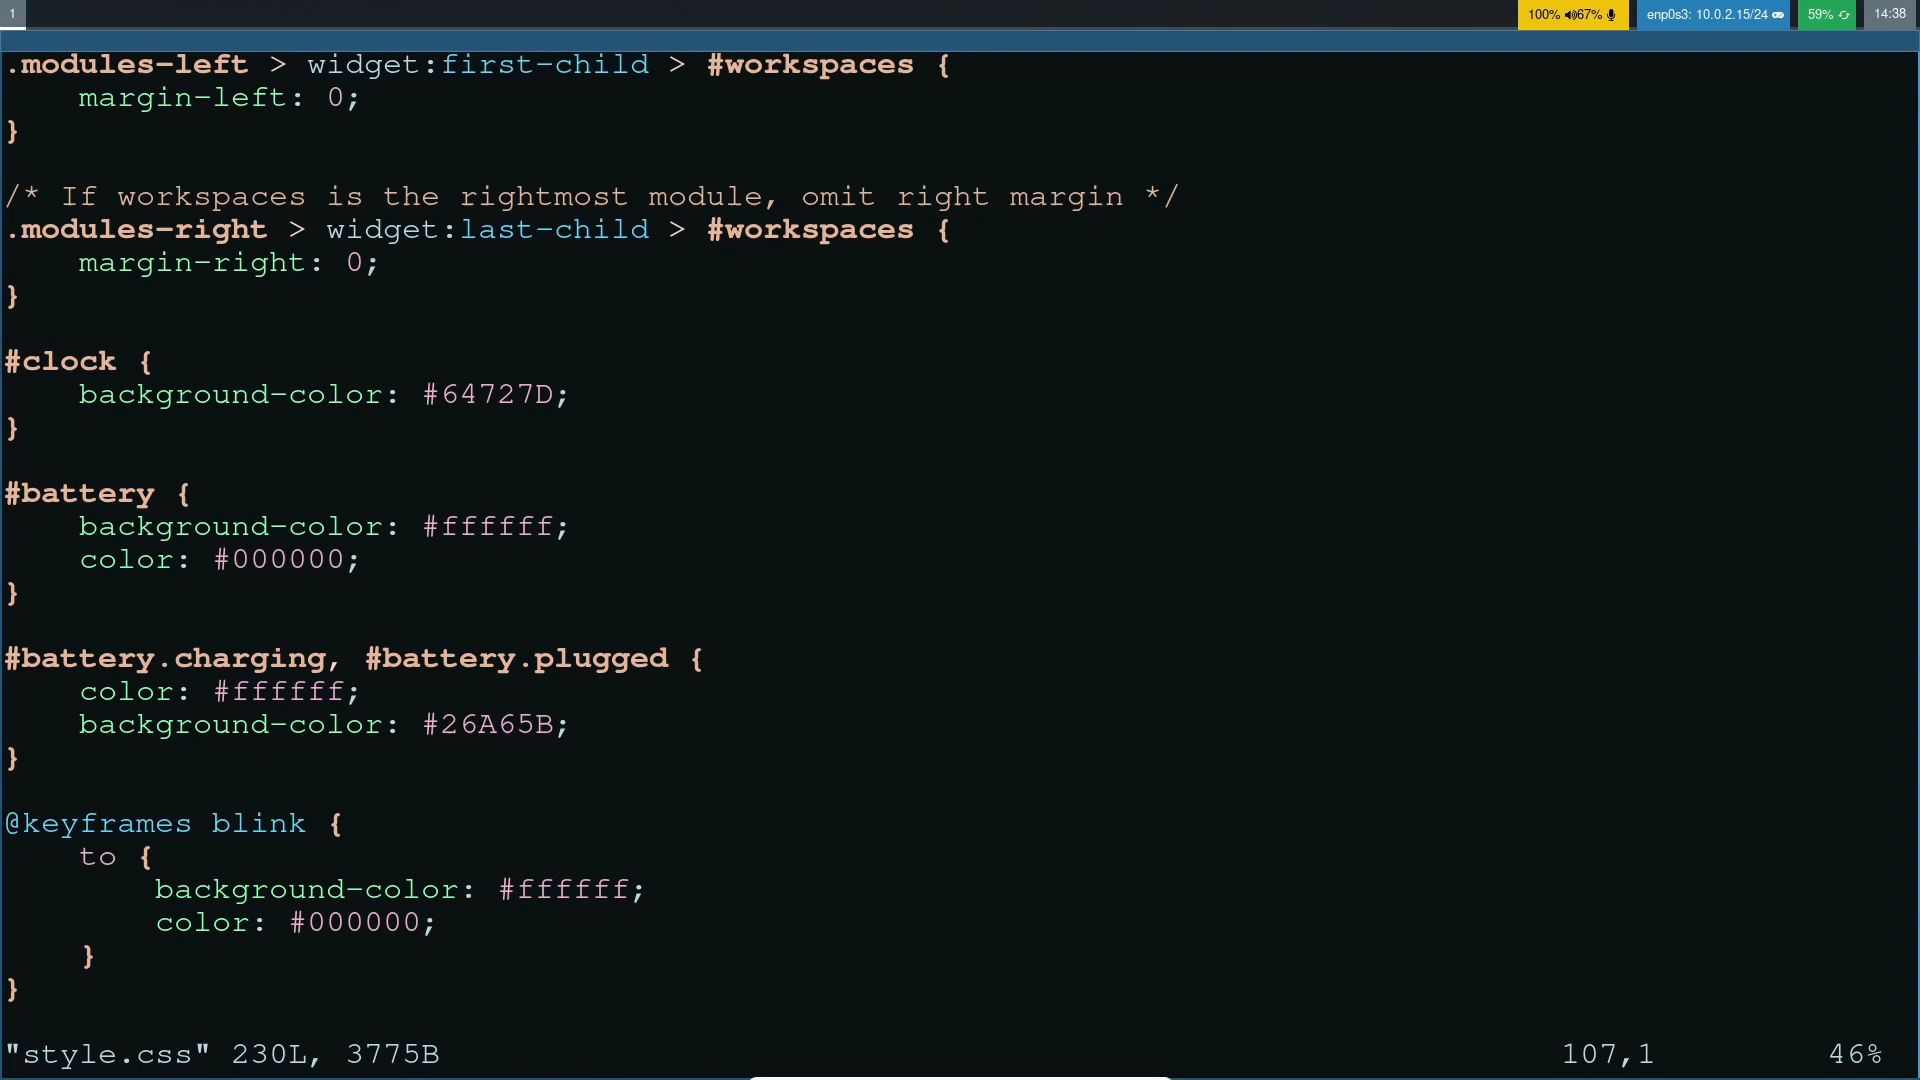 1
100% 67% enp0s3: 10.0.2.15/24 59% 14:38
.modules-left > widget:first-child > #workspaces {
    margin-left: 0;
}
/* If workspaces is the rightmost module, omit right margin */
.modules-right > widget:last-child > #workspaces {
    margin-right: 0;
}
#clock {
    background-color: #64727D;
}
#battery {
    background-color: #ffffff;
    color: #000000;
}
#battery.charging, #battery.plugged {
    color: #ffffff;
    background-color: #26A65B;
}
@keyframes blink {
    to {
        background-color: #ffffff;
        color: #000000;
    }
}
"style.css" 230L, 3775B 107,1 46%